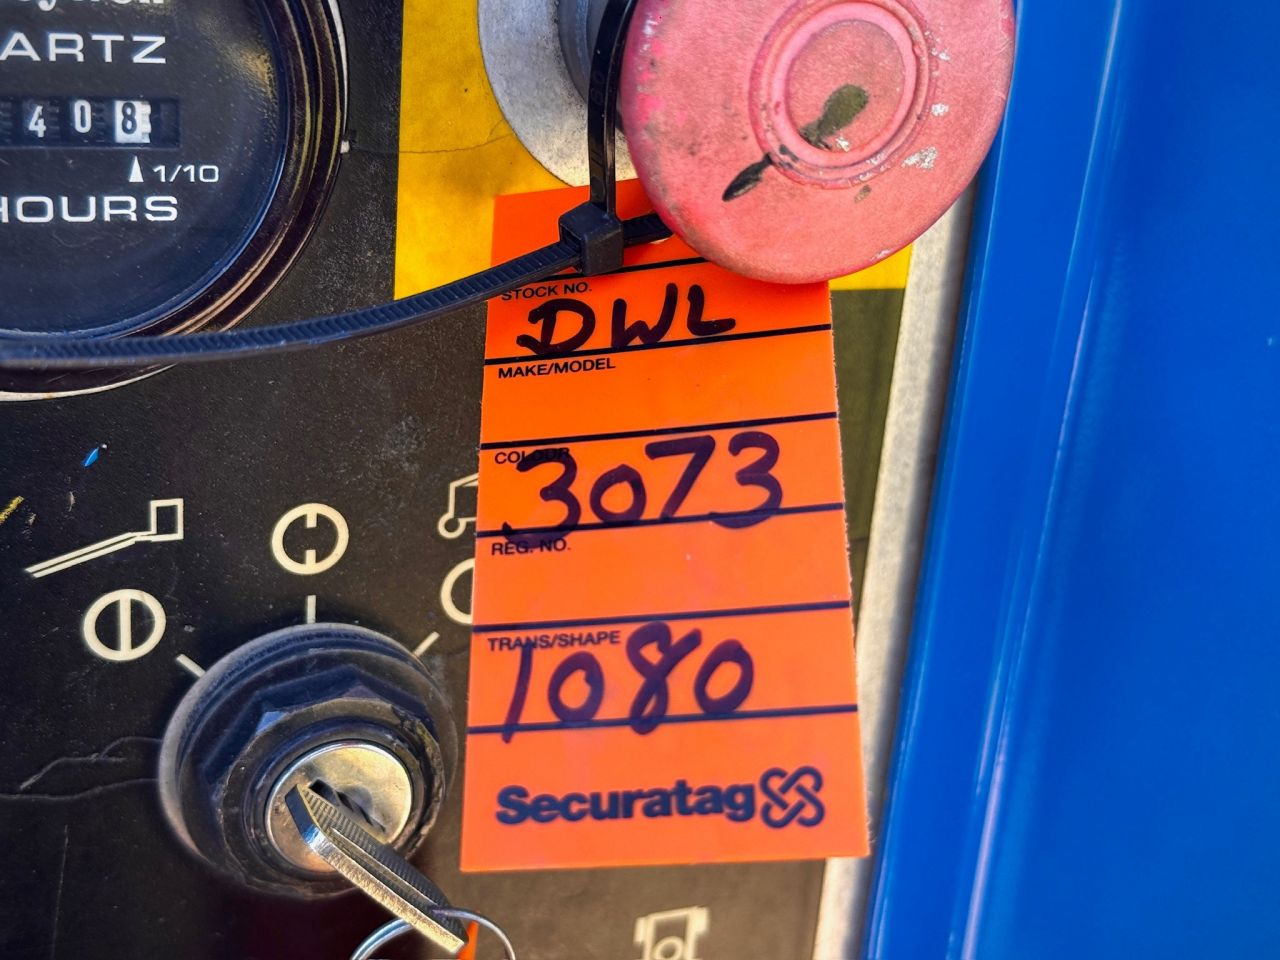 ARTZ
408
1/10
HOURS
STOCK NO.
DWL
MAKE/MODEL
COLOUR
3073
REG. NO.
TRANS/SHAPE
1080
Securatag